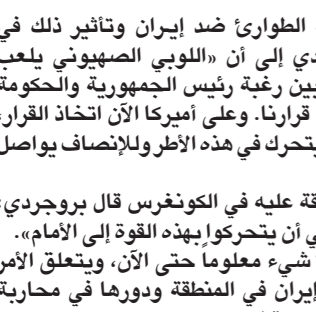 الطوارئ ضد إيران وتأثير ذلك في
دي إلى أن «اللوبي الصهيوني يلعب
بين رغبة رئيس الجمهورية والحكومة
قرارنا. وعلى أميركا الآن اتخاذ القرار،
يتحرك في هذه الأطر وللإنصاف يواصل
قة عليه في الكونغرس قال بروجردي:
ي أن يتحركوا بهذه القوة إلى الأمام».
شيء معلوماً حتى الآن، ويتعلق الأمر
إيران في المنطقة ودورها في محاربة